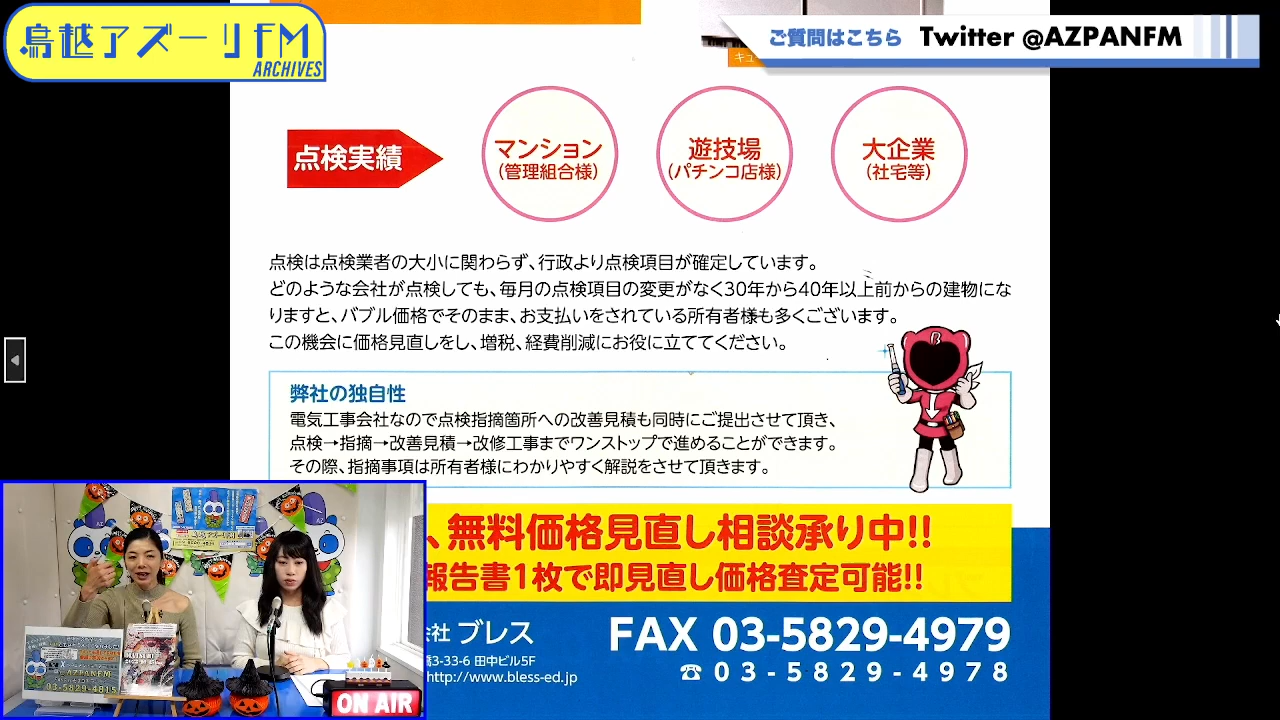 鳥越アズーリFM
ARCHIVES
ご質問はこちら Twitter @AZPANFM
キュー
点検実績
マンション
(管理組合様)
遊技場
(パチンコ店様)
大企業
(社宅等)
点検は点検業者の大小に関わらず、行政より点検項目が確定しています。
どのような会社が点検しても、毎月の点検項目の変更がなく30年から40年以上前からの建物にな
りますと、バブル価格でそのまま、お支払いをされている所有者様も多くございます。
この機会に価格見直しをし、増税、経費削減にお役に立ててください。
弊社の独自性
電気工事会社なので点検指摘箇所への改善見積も同時にご提出させて頂き、
点検→指摘→改善見積→改修工事までワンストップで進めることができます。
その際、指摘事項は所有者様にわかりやすく解説をさせて頂きます。
、無料価格見直し相談承り中!!
報告書1枚で即見直し価格査定可能!!
会社 ブレス
3-33-6 田中ビル5F
http://www.bless-ed.jp
FAX 03-5829-4979
☎03-5829-4978
AZPANFM
03-5829-4815
ON AIR